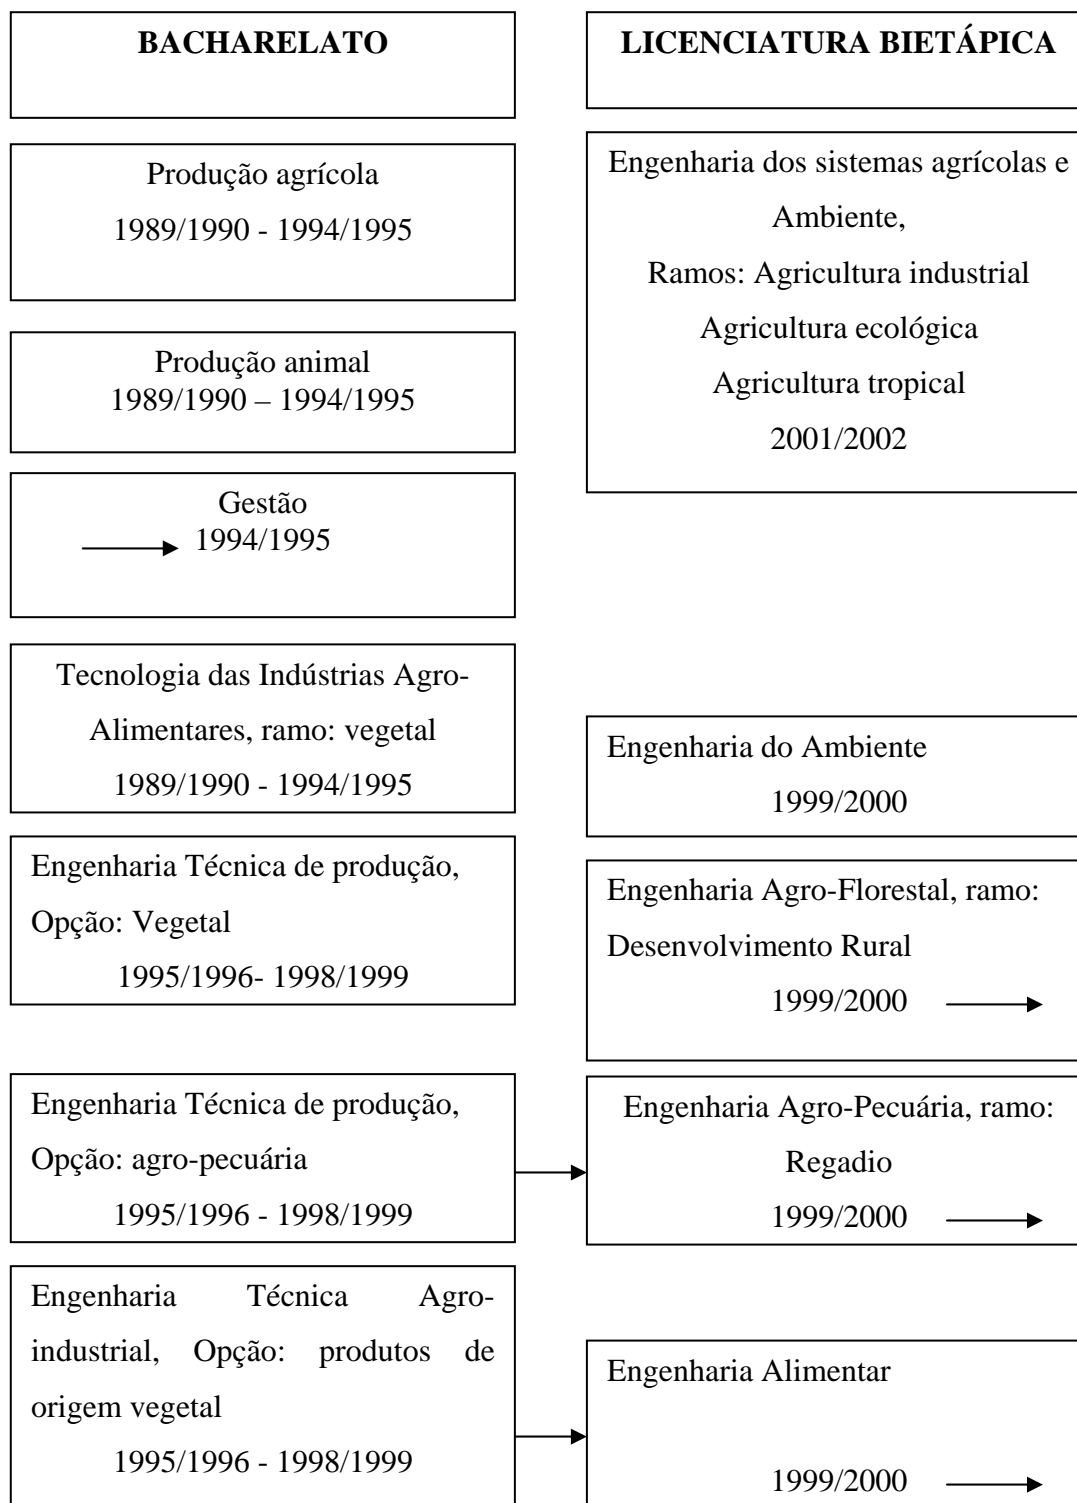 BACHARELATO
Produção agrícola
1989/1990 - 1994/1995
Produção animal
1989/1990 – 1994/1995
Gestão
1994/1995
Tecnologia das Indústrias Agro-
Alimentares, ramo: vegetal
1989/1990 - 1994/1995
Engenharia Técnica de produção,
Opção: Vegetal
1995/1996- 1998/1999
Engenharia Técnica de produção,
Opção: agro-pecuária
1995/1996 - 1998/1999
Engenharia Técnica Agro-
industrial, Opção: produtos de
origem vegetal
1995/1996 - 1998/1999
LICENCIATURA BIETÁPICA
Engenharia dos sistemas agrícolas e
Ambiente,
Ramos: Agricultura industrial
Agricultura ecológica
Agricultura tropical
2001/2002
Engenharia do Ambiente
1999/2000
Engenharia Agro-Florestal, ramo:
Desenvolvimento Rural
1999/2000
Engenharia Agro-Pecuária, ramo:
Regadio
1999/2000
Engenharia Alimentar
1999/2000